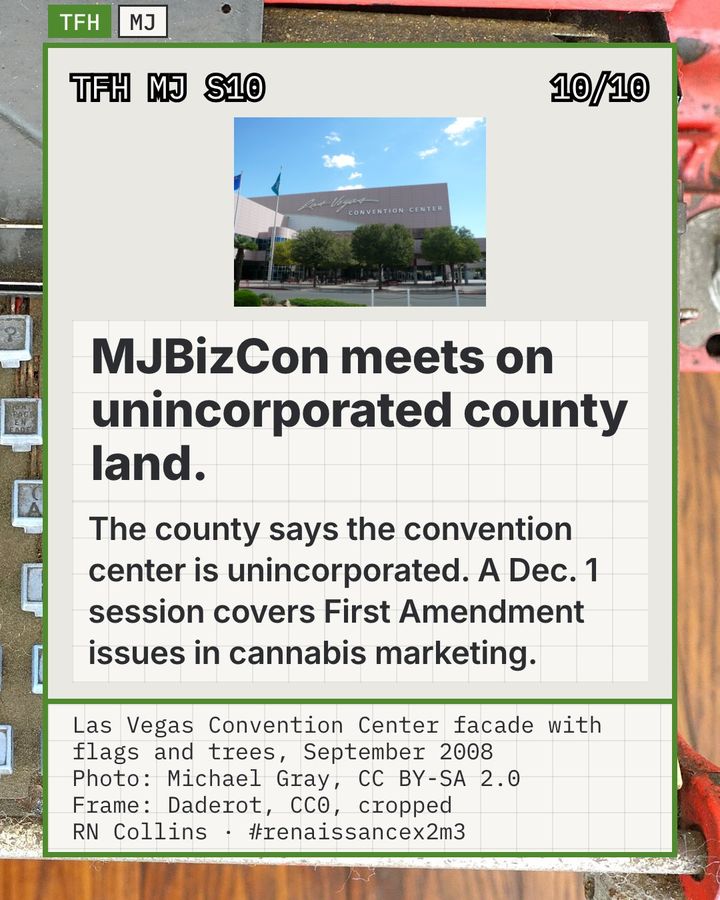 TFH MJ
TFH MJ S10 10/10
Las Vegas
CONVENTION CENTER
MJBizCon meets on
unincorporated county
land.
The county says the convention
center is unincorporated. A Dec. 1
session covers First Amendment
issues in cannabis marketing.
Las Vegas Convention Center facade with
flags and trees, September 2008
Photo: Michael Gray, CC BY-SA 2.0
Frame: Daderot, CC0, cropped
RN Collins · #renaissancex2m3